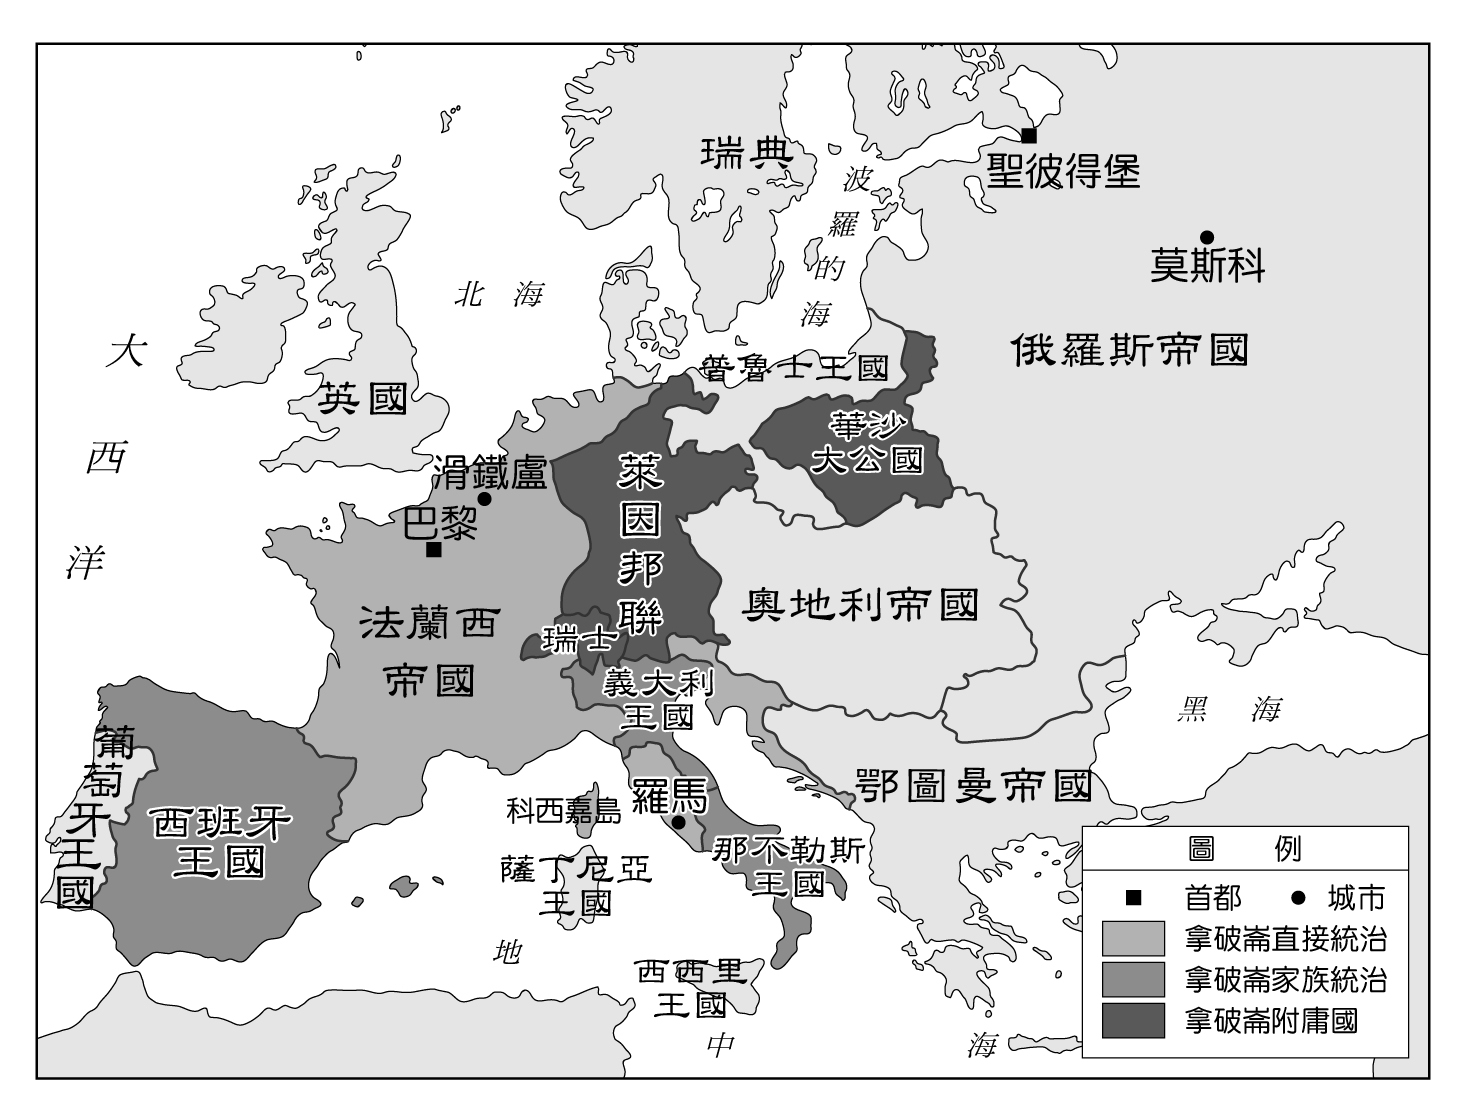 瑞典
波羅的海
聖彼得堡
莫斯科
北海
大西洋
英國
普魯士王國
俄羅斯帝國
華沙
大公國
滑鐵盧
巴黎
萊因邦聯
法蘭西
帝國
瑞士
奧地利帝國
義大利
王國
黑海
葡萄牙王國
西班牙
王國
科西嘉島
羅馬
鄂圖曼帝國
薩丁尼亞
王國
那不勒斯
王國
西西里
王國
地中海
圖例
首都
城市
拿破崙直接統治
拿破崙家族統治
拿破崙附庸國